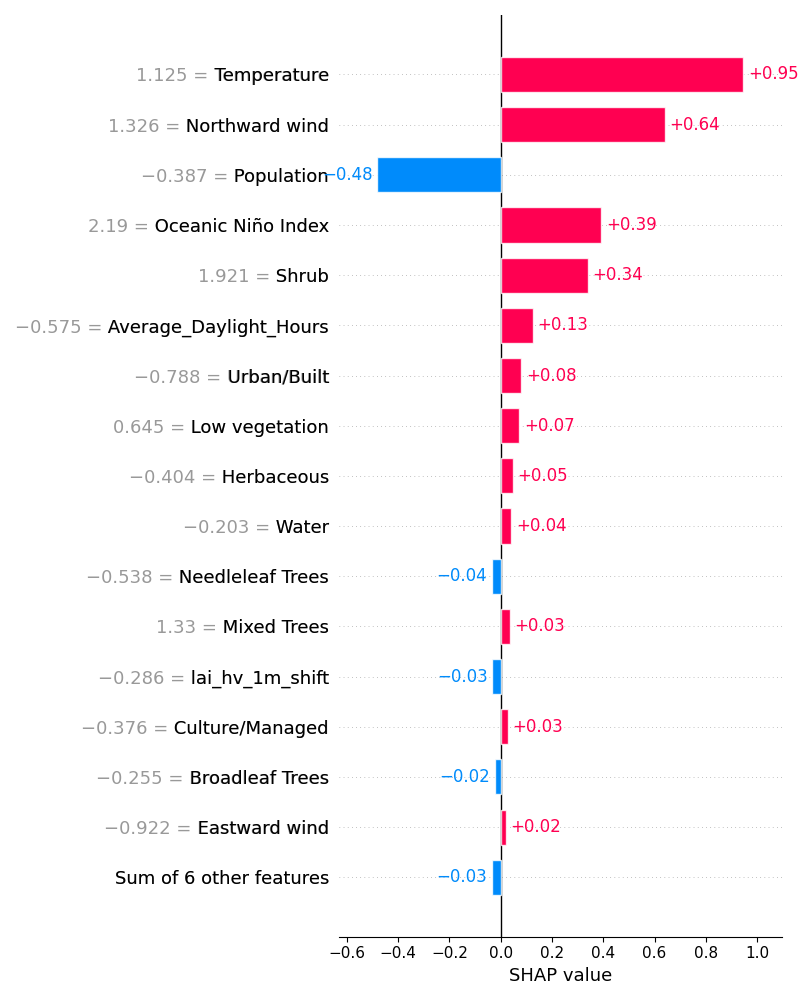 1.125 = Temperature +0.95
1.326 = Northward wind +0.64
−0.387 = Population −0.48
2.19 = Oceanic Niño Index +0.39
1.921 = Shrub +0.34
−0.575 = Average_Daylight_Hours +0.13
−0.788 = Urban/Built +0.08
0.645 = Low vegetation +0.07
−0.404 = Herbaceous +0.05
−0.203 = Water +0.04
−0.538 = Needleleaf Trees −0.04
1.33 = Mixed Trees +0.03
−0.286 = lai_hv_1m_shift −0.03
−0.376 = Culture/Managed +0.03
−0.255 = Broadleaf Trees −0.02
−0.922 = Eastward wind +0.02
Sum of 6 other features −0.03
−0.6 −0.4 −0.2 0.0 0.2 0.4 0.6 0.8 1.0
SHAP value